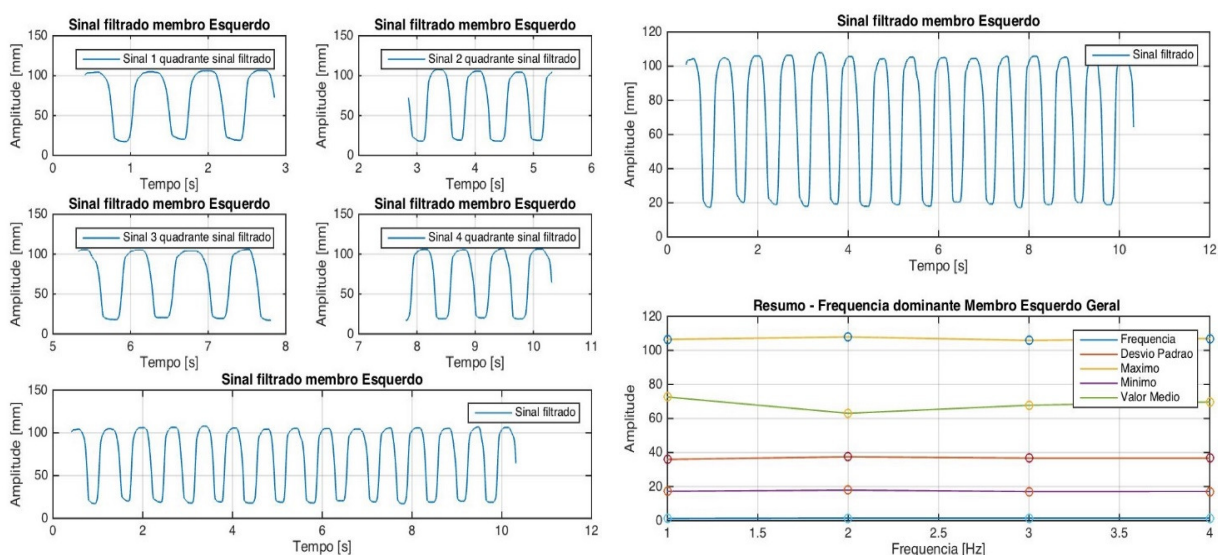 Sinal filtrado membro Esquerdo
Amplitude [mm]
150
100
50
0
Sinal 1 quadrante sinal filtrado
0
1
2
3
Tempo [s]
Sinal filtrado membro Esquerdo
Amplitude [mm]
150
100
50
0
Sinal 2 quadrante sinal filtrado
2
3
4
5
6
Tempo [s]
Sinal filtrado membro Esquerdo
Amplitude [mm]
150
100
50
0
Sinal 3 quadrante sinal filtrado
5
6
7
8
Tempo [s]
Sinal filtrado membro Esquerdo
Amplitude [mm]
150
100
50
0
Sinal 4 quadrante sinal filtrado
7
8
9
10
11
Tempo [s]
Sinal filtrado membro Esquerdo
Amplitude [mm]
150
100
50
0
Sinal filtrado
0
2
4
6
8
10
12
Tempo [s]
Sinal filtrado membro Esquerdo
Amplitude [mm]
120
100
80
60
40
20
0
Sinal filtrado
0
2
4
6
8
10
12
Tempo [s]
Resumo - Frequencia dominante Membro Esquerdo Geral
Amplitude
120
100
80
60
40
20
0
Frequencia
Desvio Padrao
Maximo
Minimo
Valor Medio
1
1.5
2
2.5
3
3.5
4
Frequencia [Hz]